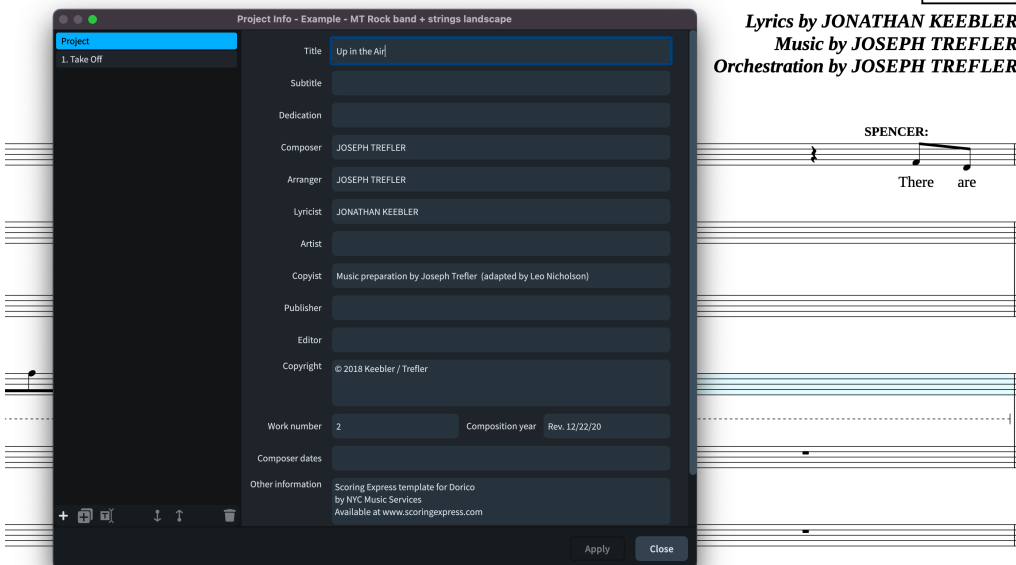 Project Info - Example - MT Rock band + strings landscape
Project
1. Take Off
Title
Up in the Air
Subtitle
Dedication
Composer
JOSEPH TREFLER
Arranger
JOSEPH TREFLER
Lyricist
JONATHAN KEEBLER
Artist
Copyist
Music preparation by Joseph Trefler (adapted by Leo Nicholson)
Publisher
Editor
Copyright
© 2018 Keebler / Trefler
Work number
2
Composition year
Rev. 12/22/20
Composer dates
Other information
Scoring Express template for Dorico
by NYC Music Services
Available at www.scoringexpress.com
Apply
Close
Lyrics by JONATHAN KEEBLER
Music by JOSEPH TREFLER
Orchestration by JOSEPH TREFLER
SPENCER:
There are